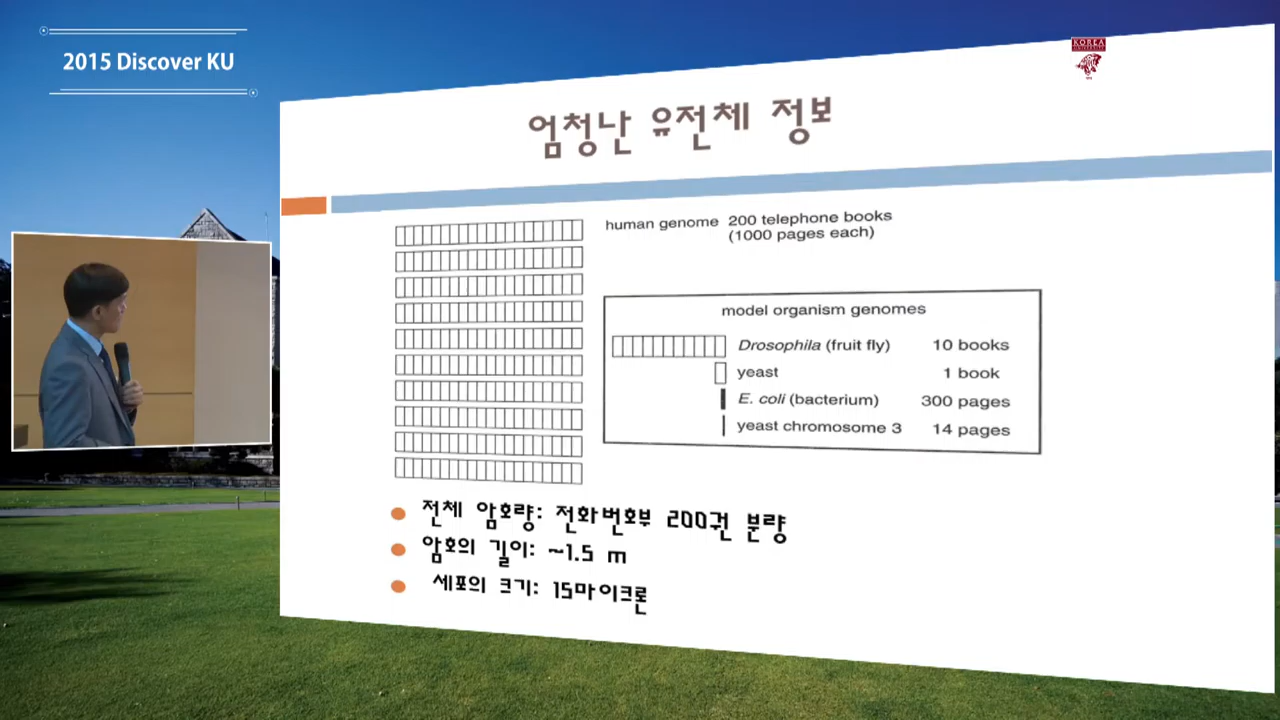 2015 Discover KU
KOREA
UNIVERSITY
엄청난 유전체 정보
human genome 200 telephone books
(1000 pages each)
model organism genomes
Drosophila (fruit fly) 10 books
yeast 1 book
E. coli (bacterium) 300 pages
yeast chromosome 3 14 pages
전체 암호량: 전화번호부 200권 분량
암호의 길이: ~1.5 m
세포의 크기: 15마이크론